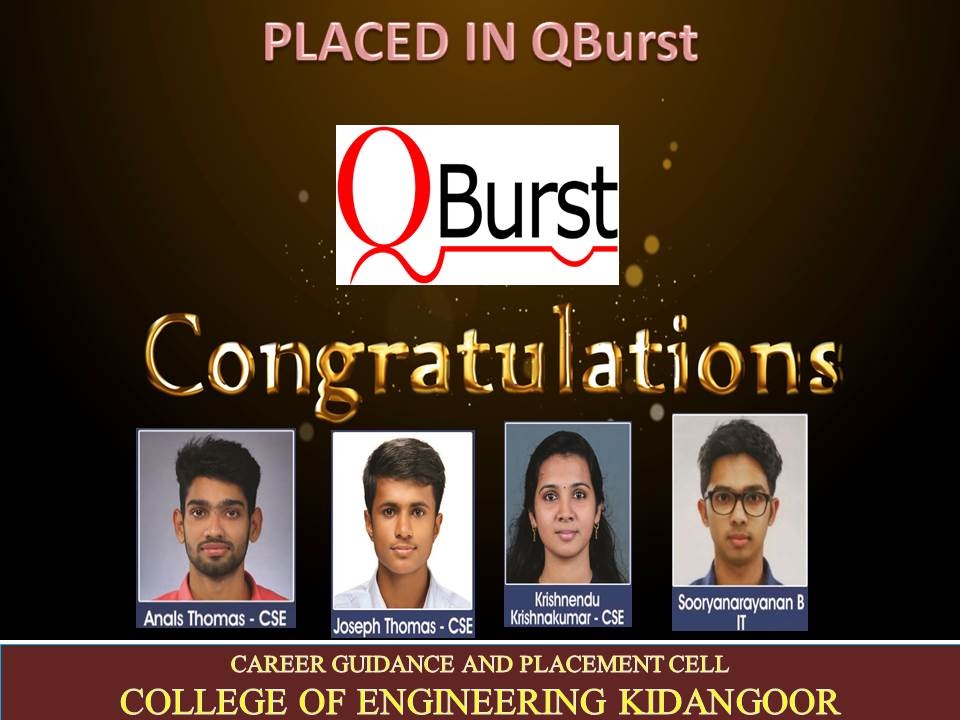 PLACED IN QBurst
QBurst
Congratulations
Anals Thomas - CSE
Joseph Thomas - CSE
Krishnendu
Krishnakumar - CSE
Sooryanarayanan B
IT
CAREER GUIDANCE AND PLACEMENT CELL
COLLEGE OF ENGINEERING KIDANGOOR